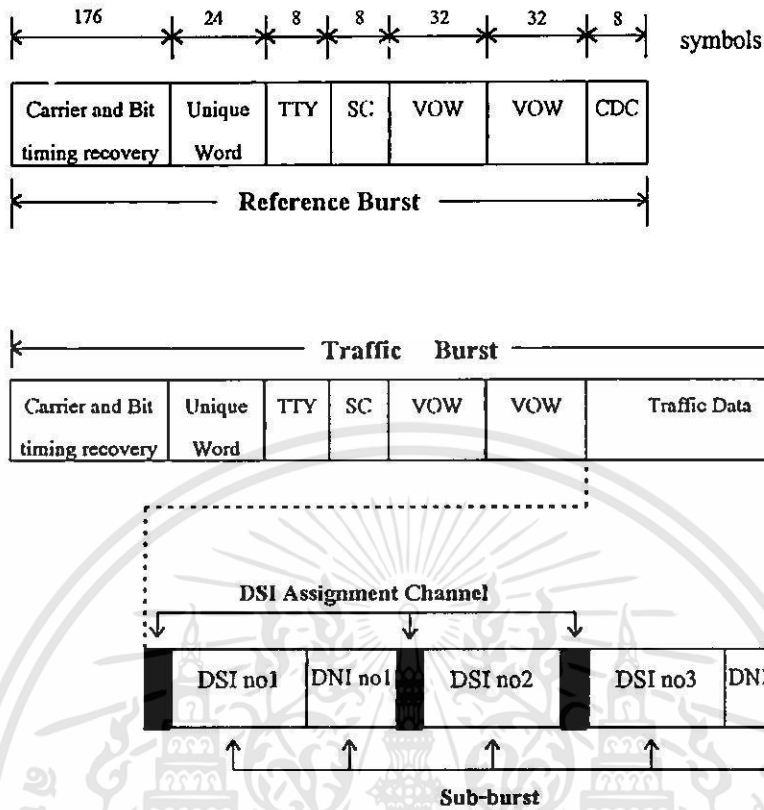 176 24 8 8 32 32 8 symbols
Carrier and Bit timing recovery Unique Word TTY SC VOW VOW CDC
Reference Burst
Traffic Burst
Carrier and Bit timing recovery Unique Word TTY SC VOW VOW Traffic Data
DSI Assignment Channel
DSI no1 DNI no1 DSI no2 DSI no3 DNI
Sub-burst